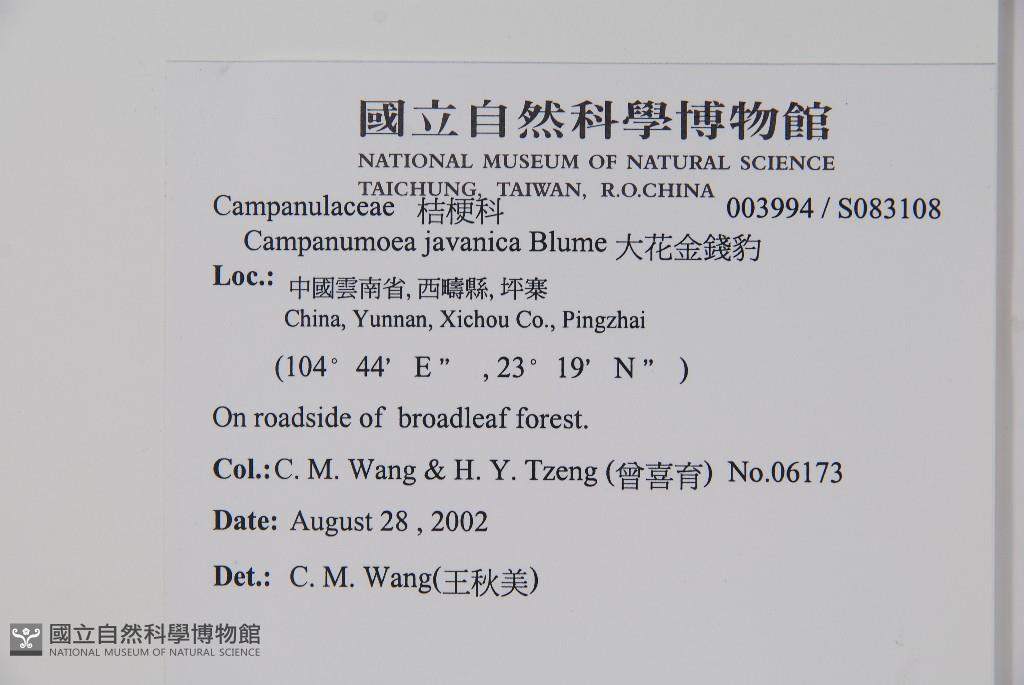 國立自然科學博物館
NATIONAL MUSEUM OF NATURAL SCIENCE
TAICHUNG, TAIWAN, R.O.CHINA
Campanulaceae 桔梗科 003994 / S083108
Campanumoea javanica Blume 大花金錢豹
Loc.: 中國雲南省, 西疇縣, 坪寨
China, Yunnan, Xichou Co., Pingzhai
(104° 44’ E ” , 23° 19’ N ” )
On roadside of broadleaf forest.
Col.: C. M. Wang & H. Y. Tzeng (曾喜育) No.06173
Date: August 28 , 2002
Det.: C. M. Wang(王秋美)
國立自然科學博物館
NATIONAL MUSEUM OF NATURAL SCIENCE